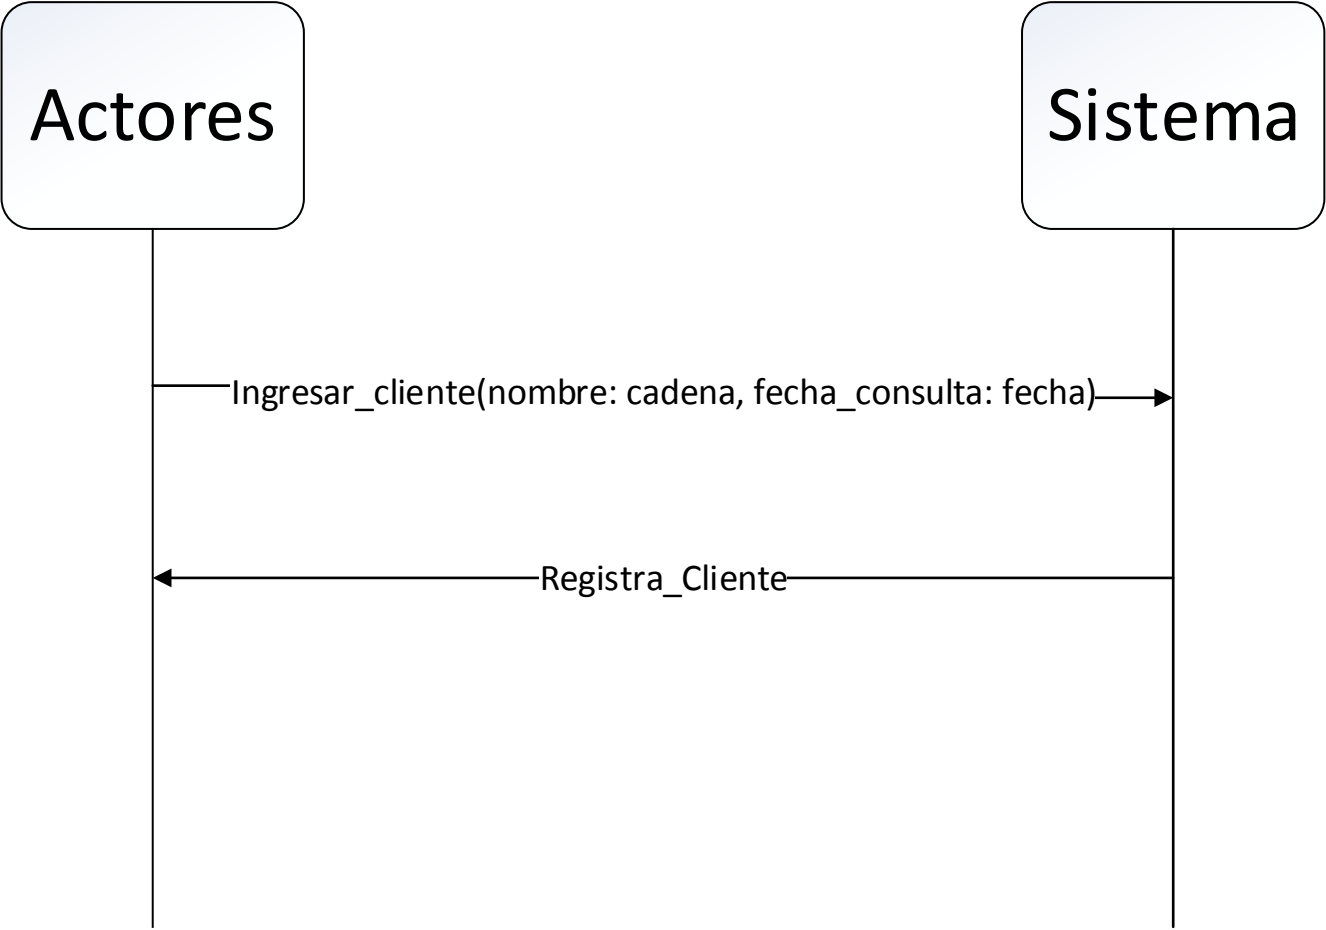 Actores
Sistema
Ingresar_cliente(nombre: cadena, fecha_consulta: fecha)
Registra_Cliente